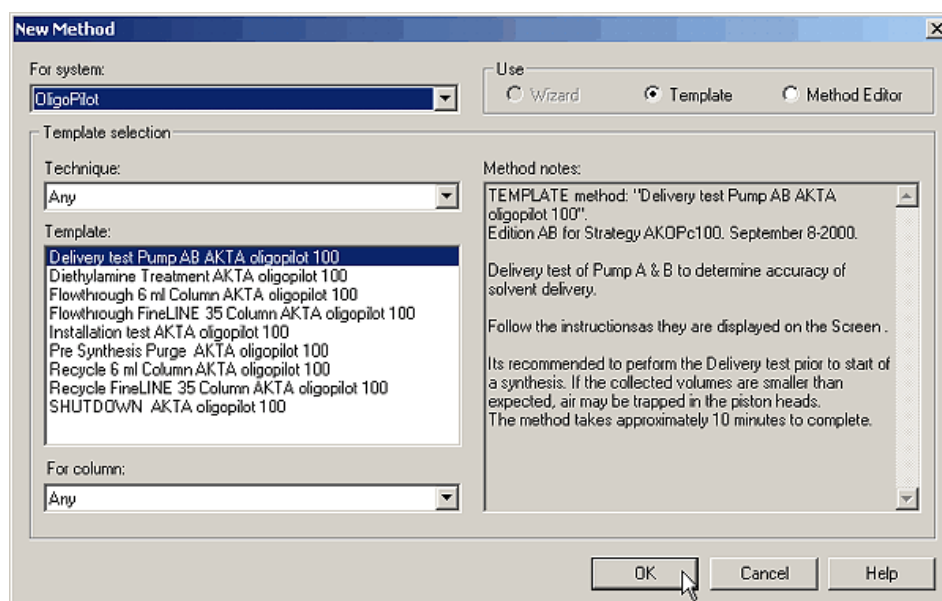 New Method
For system:
OligoPilot
Use
Wizard
Template
Method Editor
Template selection
Technique:
Any
Template:
Delivery test Pump AB AKTA oligopilot 100
Diethylamine Treatment AKTA oligopilot 100
Flowthrough 6 ml Column AKTA oligopilot 100
Flowthrough FineLINE 35 Column AKTA oligopilot 100
Installation test AKTA oligopilot 100
Pre Synthesis Purge AKTA oligopilot 100
Recycle 6 ml Column AKTA oligopilot 100
Recycle FineLINE 35 Column AKTA oligopilot 100
SHUTDOWN AKTA oligopilot 100
For column:
Any
Method notes:
TEMPLATE method: "Delivery test Pump AB AKTA
oligopilot 100".
Edition AB for Strategy AKOPc100. September 8-2000.
Delivery test of Pump A & B to determine accuracy of
solvent delivery.
Follow the instructionsas they are displayed on the Screen .
Its recommended to perform the Delivery test prior to start of
a synthesis. If the collected volumes are smaller than
expected, air may be trapped in the piston heads.
The method takes approximately 10 minutes to complete.
OK
Cancel
Help